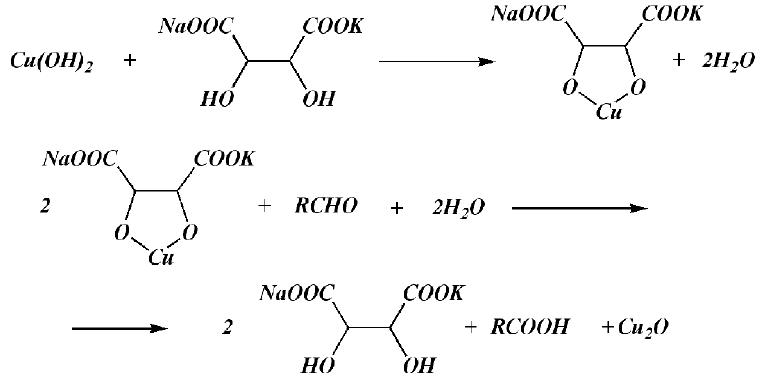 NaOOC COOK NaOOC COOK
Cu(OH)2 + HO OH + 2H2O
O O
Cu
NaOOC COOK
2 + RCHO + 2H2O
O O
Cu
NaOOC COOK
2 + RCOOH +Cu2O
HO OH